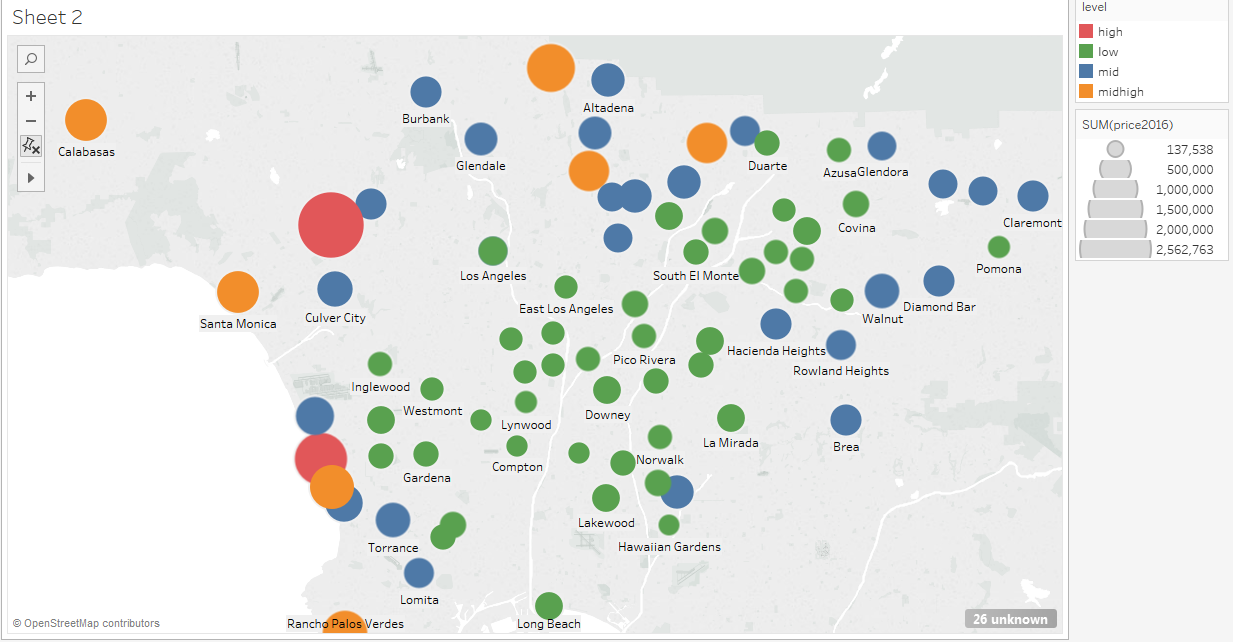 Sheet 2
level
high
low
mid
midhigh
SUM(price2016)
137,538
500,000
1,000,000
1,500,000
2,000,000
2,562,763
+
−
Altadena
Burbank
Calabasas
Glendale
Duarte
Azusa
Glendora
Claremont
Covina
Los Angeles
South El Monte
Pomona
East Los Angeles
Santa Monica
Culver City
Walnut
Diamond Bar
Pico Rivera
Hacienda Heights
Rowland Heights
Inglewood
Westmont
Downey
Lynwood
La Mirada
Brea
Norwalk
Compton
Gardena
Lakewood
Torrance
Hawaiian Gardens
Lomita
Rancho Palos Verdes
Long Beach
© OpenStreetMap contributors
26 unknown